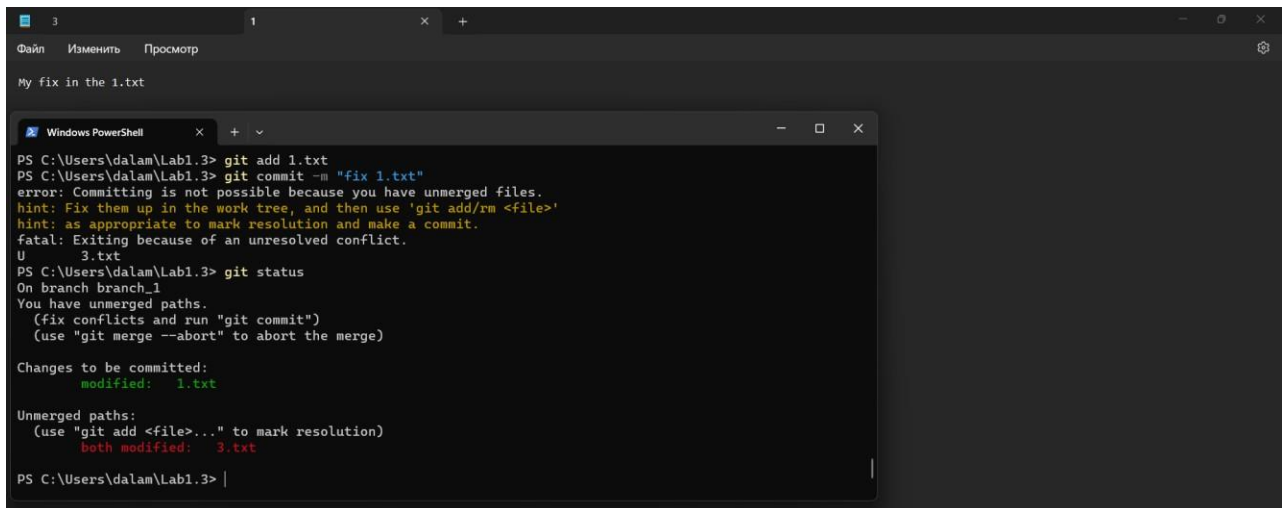 3
1
Файл Изменить Просмотр
My fix in the 1.txt
Windows PowerShell
PS C:\Users\dalam\Lab1.3> git add 1.txt
PS C:\Users\dalam\Lab1.3> git commit -m "fix 1.txt"
error: Committing is not possible because you have unmerged files.
hint: Fix them up in the work tree, and then use 'git add/rm <file>'
hint: as appropriate to mark resolution and make a commit.
fatal: Exiting because of an unresolved conflict.
U       3.txt
PS C:\Users\dalam\Lab1.3> git status
On branch branch_1
You have unmerged paths.
  (fix conflicts and run "git commit")
  (use "git merge --abort" to abort the merge)
Changes to be committed:
        modified:   1.txt
Unmerged paths:
  (use "git add <file>..." to mark resolution)
        both modified:   3.txt
PS C:\Users\dalam\Lab1.3>